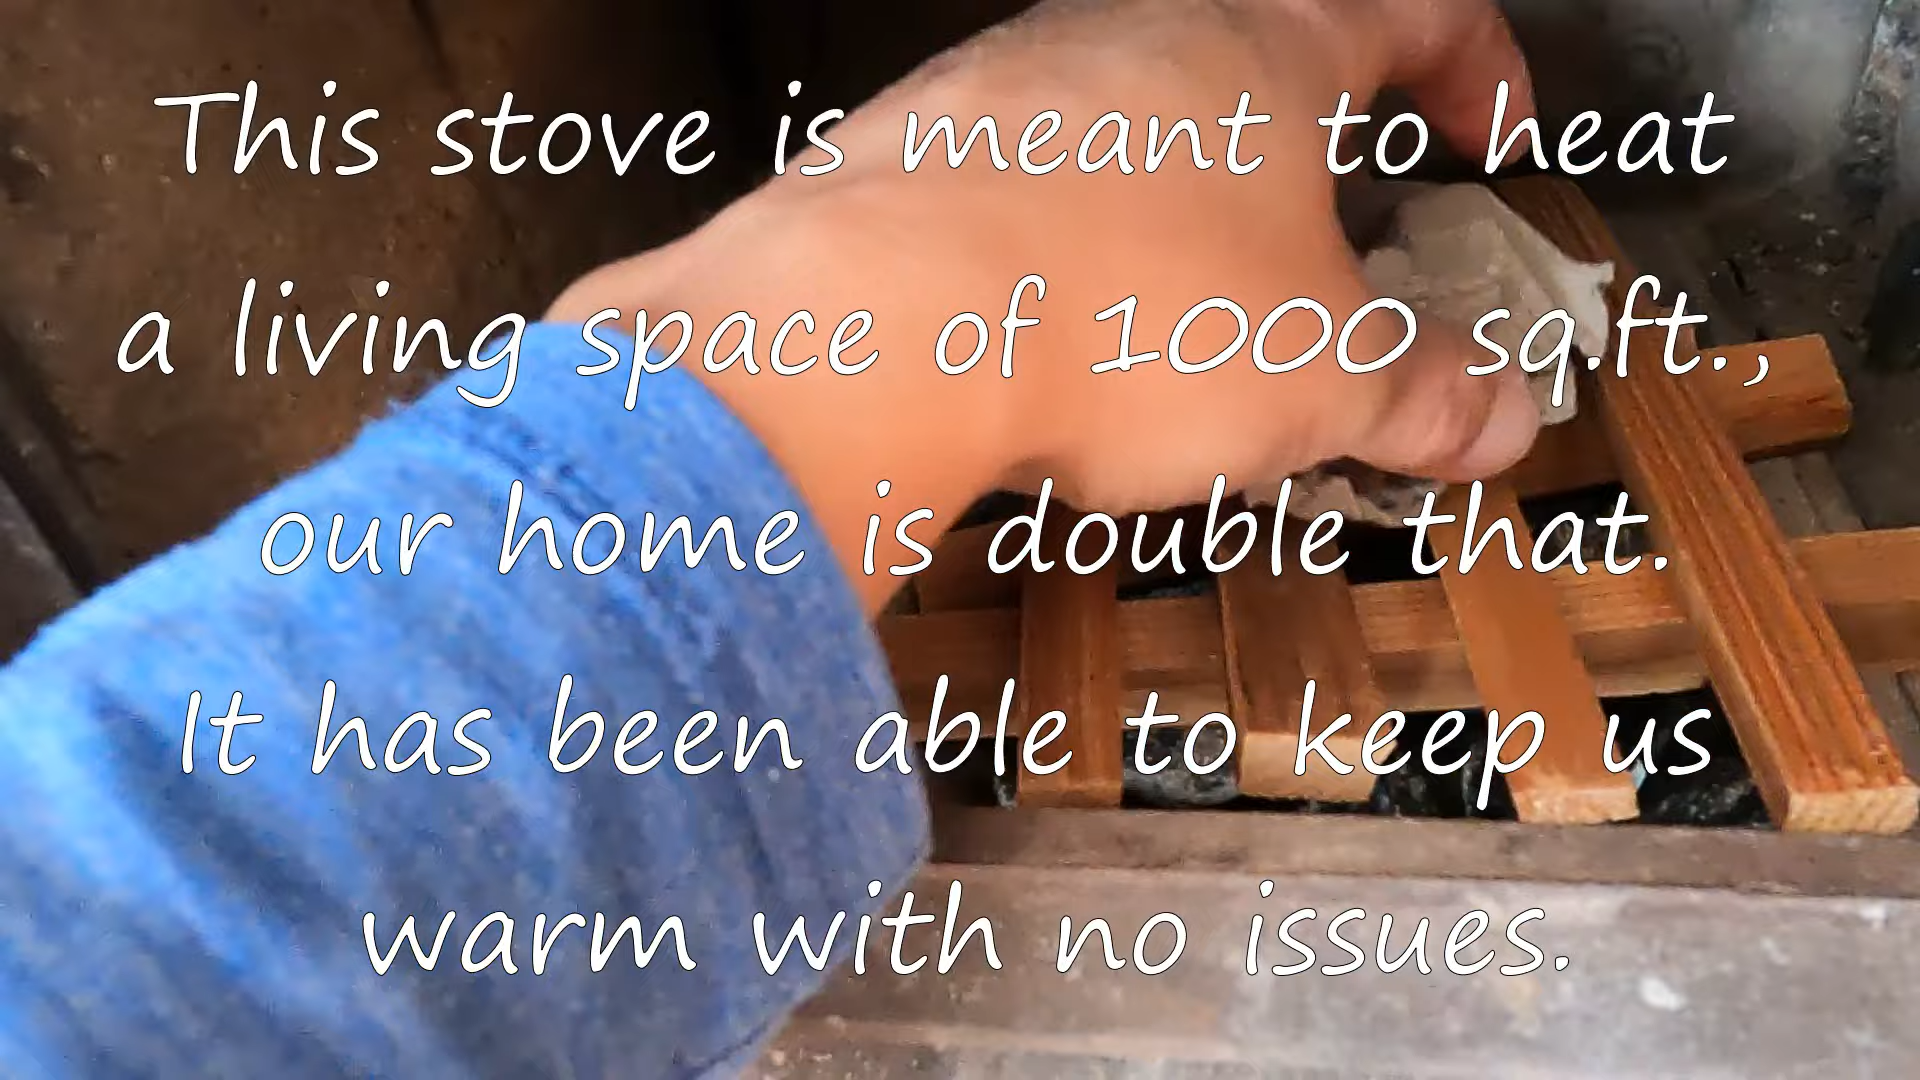 This stove is meant to heat
a living space of 1000 sq.ft.,
our home is double that.
It has been able to keep us
warm with no issues.